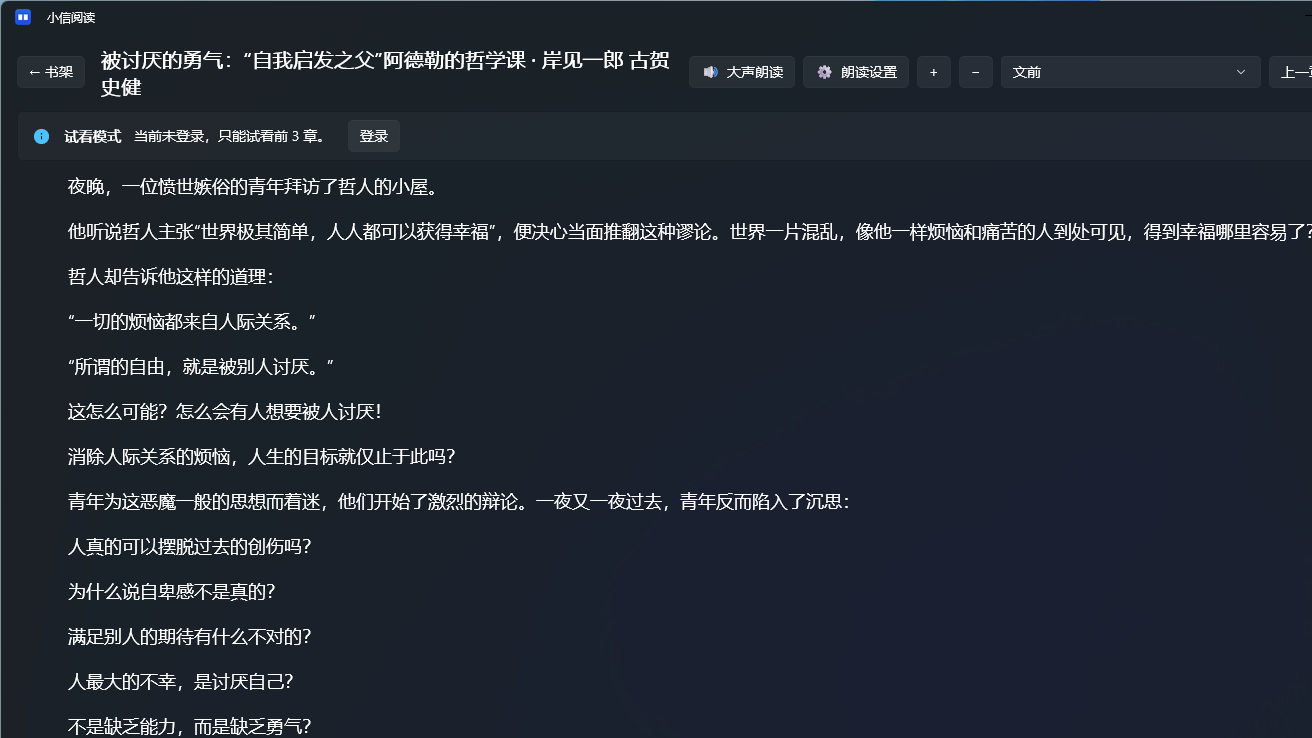 小信阅读
← 书架
被讨厌的勇气：“自我启发之父”阿德勒的哲学课 · 岸见一郎 古贺
史健
大声朗读
朗读设置
+
−
文前
上一
试看模式 当前未登录，只能试看前 3 章。
登录
夜晚，一位愤世嫉俗的青年拜访了哲人的小屋。
他听说哲人主张“世界极其简单，人人都可以获得幸福”，便决心当面推翻这种谬论。世界一片混乱，像他一样烦恼和痛苦的人到处可见，得到幸福哪里容易了？
哲人却告诉他这样的道理：
“一切的烦恼都来自人际关系。”
“所谓的自由，就是被别人讨厌。”
这怎么可能？怎么会有人想要被人讨厌！
消除人际关系的烦恼，人生的目标就仅止于此吗？
青年为这恶魔一般的思想而着迷，他们开始了激烈的辩论。一夜又一夜过去，青年反而陷入了沉思：
人真的可以摆脱过去的创伤吗？
为什么说自卑感不是真的？
满足别人的期待有什么不对的？
人最大的不幸，是讨厌自己？
不是缺乏能力，而是缺乏勇气？